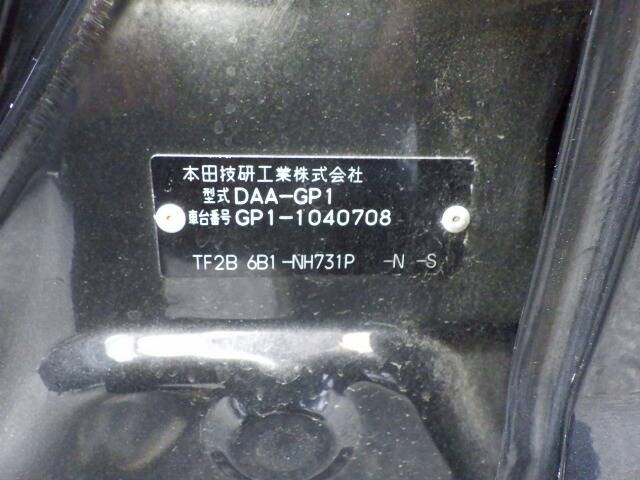 本田技研工業株式会社
型式 DAA-GP1
車台番号 GP1-1040708
TF2B 6B1-NH731P -N -S